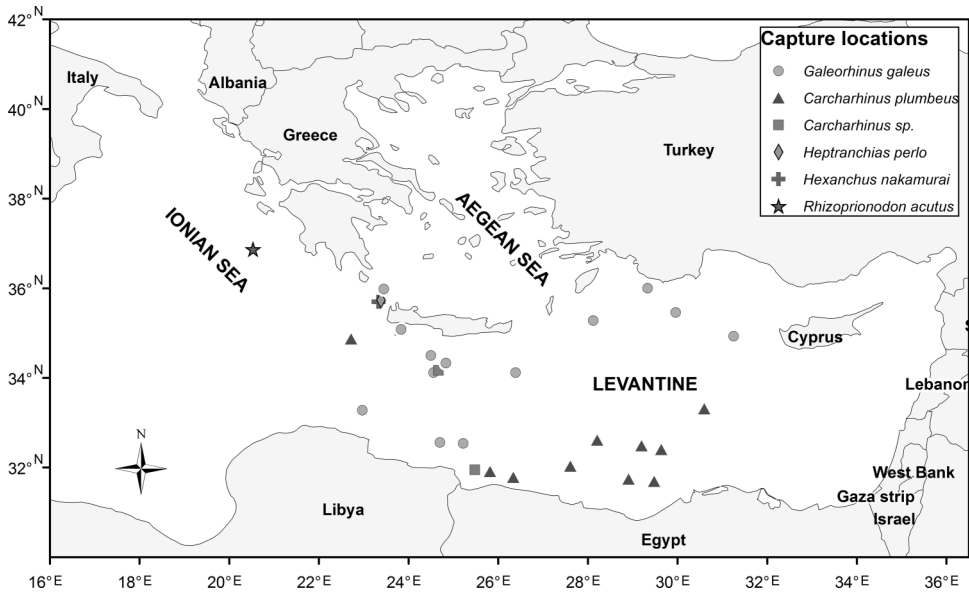 42°N
40°N
38°N
36°N
34°N
32°N
16°E 18°E 20°E 22°E 24°E 26°E 28°E 30°E 32°E 34°E 36°E
Capture locations
Galeorhinus galeus
Carcharhinus plumbeus
Carcharhinus sp.
Heptranchias perlo
Hexanchus nakamurai
Rhizoprionodon acutus
Italy
Albania
Greece
Turkey
IONIAN SEA
AEGEAN SEA
Cyprus
LEVANTINE
Lebanon
N
West Bank
Gaza strip
Israel
Libya
Egypt